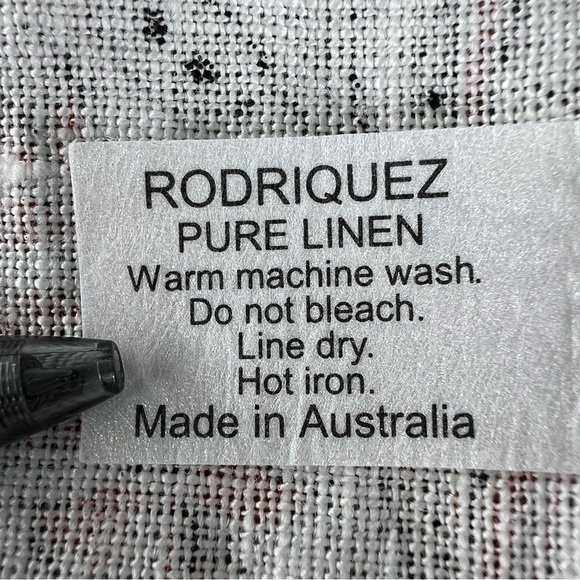 RODRIQUEZ
PURE LINEN
Warm machine wash.
Do not bleach.
Line dry.
Hot iron.
Made in Australia